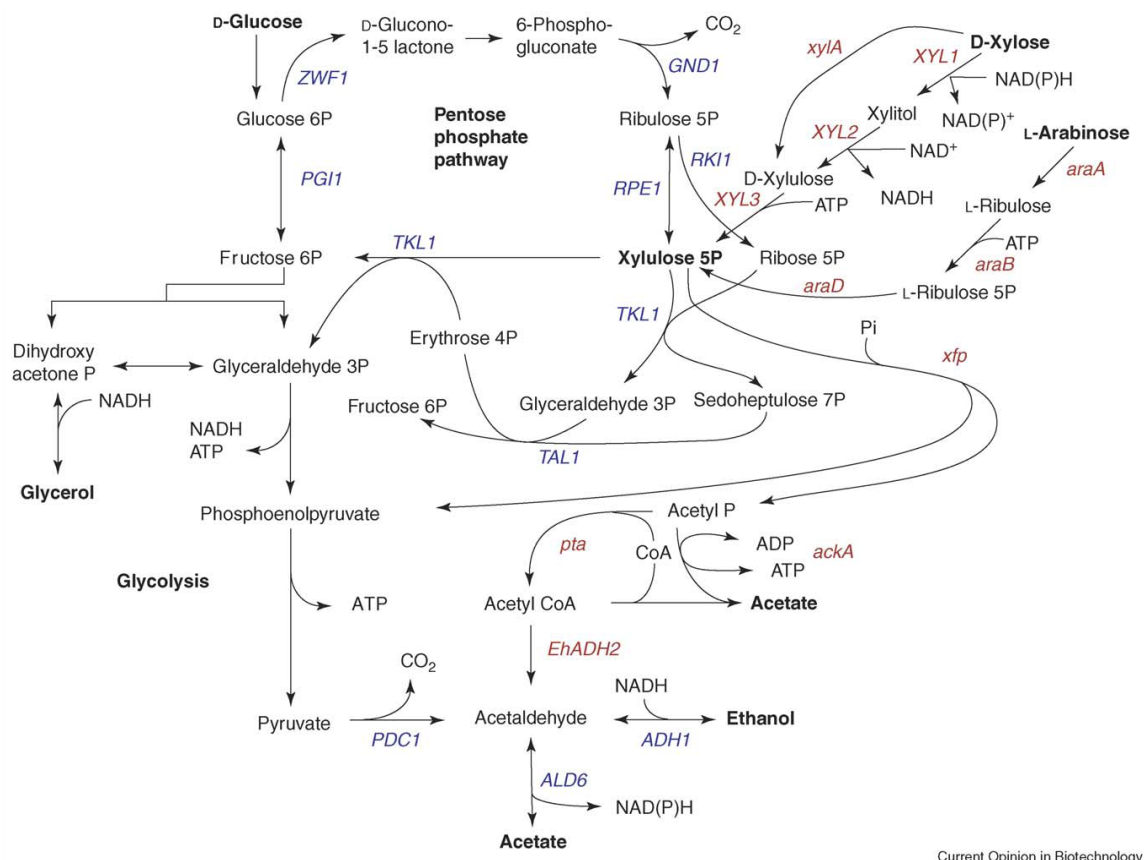 D-Glucose
D-Glucono-
1-5 lactone
6-Phospho-
gluconate
CO2
ZWF1
GND1
xylA
D-Xylose
XYL1
NAD(P)H
Glucose 6P
Pentose
phosphate
pathway
Ribulose 5P
Xylitol
NAD(P)+
L-Arabinose
XYL2
NAD+
PGI1
RPE1
RKI1
D-Xylulose
NADH
araA
XYL3
ATP
L-Ribulose
TKL1
ATP
Fructose 6P
Xylulose 5P
Ribose 5P
araB
araD
L-Ribulose 5P
TKL1
Erythrose 4P
Pi
Dihydroxy
acetone P
Glyceraldehyde 3P
xfp
NADH
Fructose 6P
Glyceraldehyde 3P
Sedoheptulose 7P
NADH
ATP
TAL1
Glycerol
Phosphoenolpyruvate
Acetyl P
pta
CoA
ADP
ackA
ATP
Glycolysis
ATP
Acetyl CoA
Acetate
EhADH2
CO2
NADH
Pyruvate
Acetaldehyde
Ethanol
PDC1
ADH1
ALD6
NAD(P)H
Acetate
Current Opinion in Biotechnology